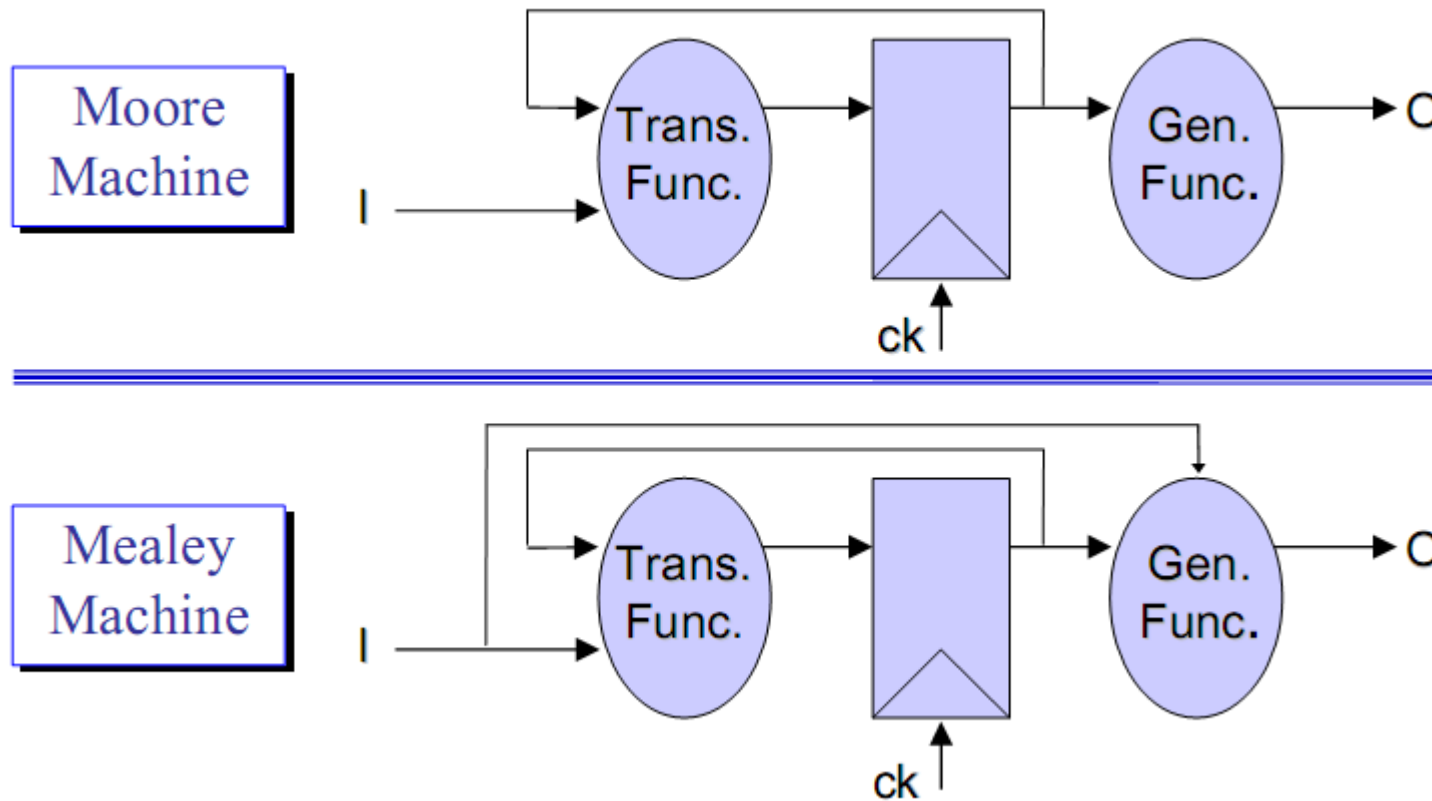 Moore
Machine
I
Trans.
Func.
ck
Gen.
Func.
O
Mealey
Machine
I
Trans.
Func.
ck
Gen.
Func.
O